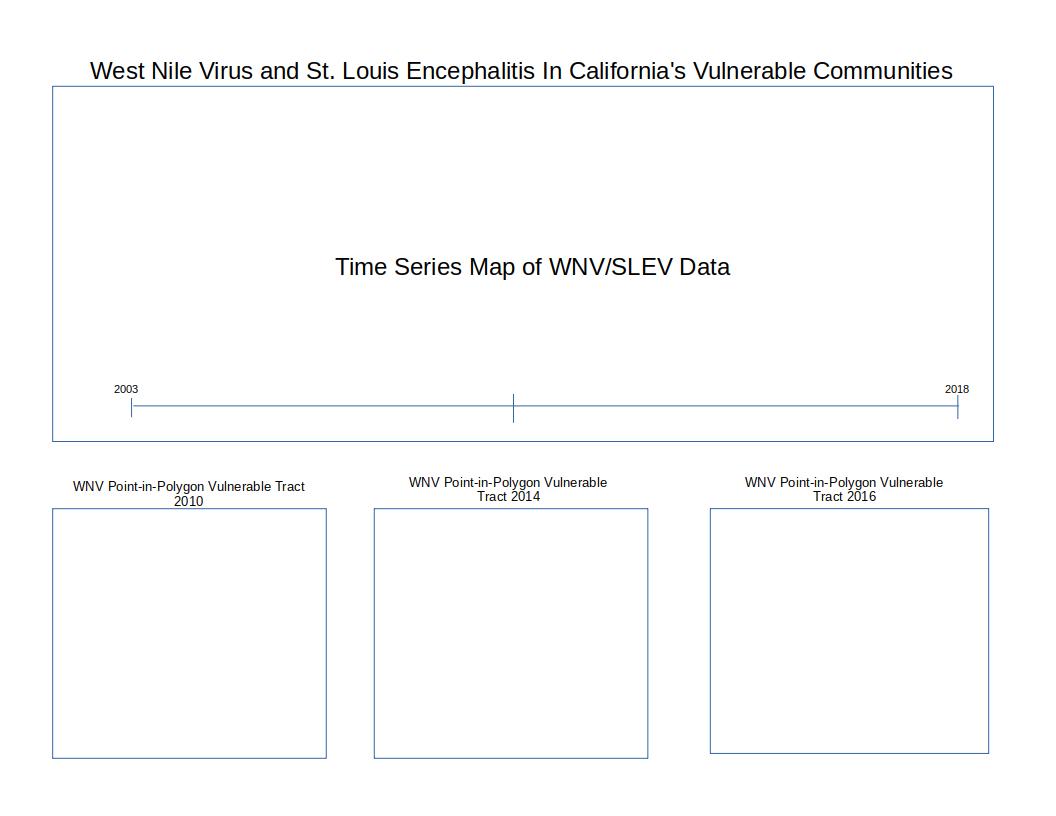 West Nile Virus and St. Louis Encephalitis In California's Vulnerable Communities
Time Series Map of WNV/SLEV Data
2003
2018
WNV Point-in-Polygon Vulnerable Tract
2010
WNV Point-in-Polygon Vulnerable
Tract 2014
WNV Point-in-Polygon Vulnerable
Tract 2016